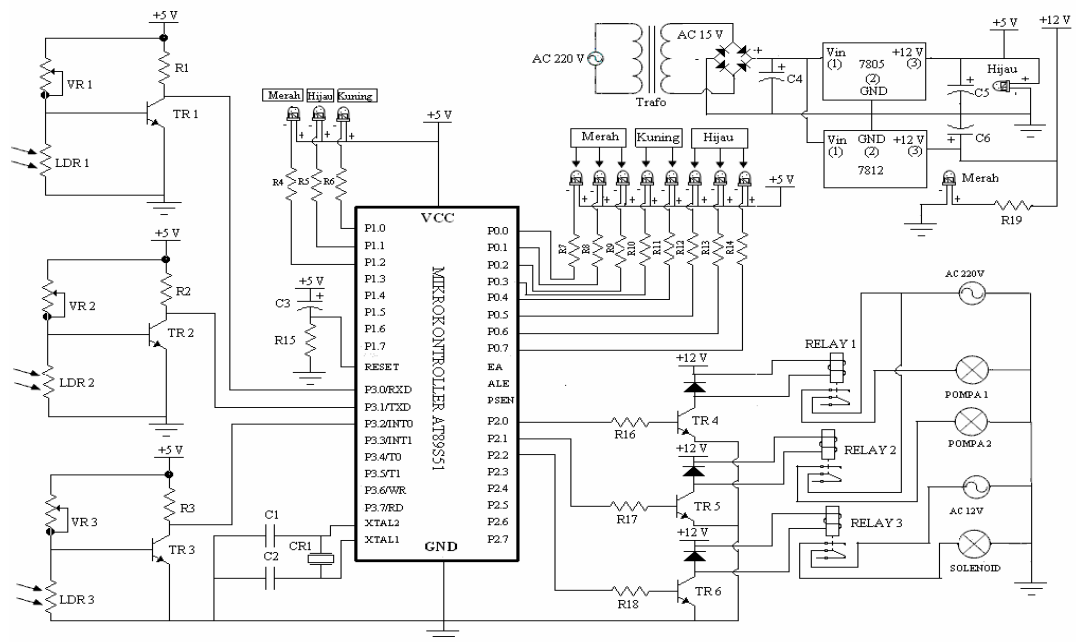 +5 V
R1
VR 1
TR 1
LDR 1
+5 V
R2
VR 2
TR 2
LDR 2
+5 V
R3
VR 3
TR 3
LDR 3
Merah
Hijau
Kuning
+5 V
R4
R5
R6
- + - + - +
+5 V
C3
+
R15
C1
C2
CR1
VCC
MIKROKONTROLLER AT89S51
GND
P1.0
P1.1
P1.2
P1.3
P1.4
P1.5
P1.6
P1.7
RESET
P3.0/RXD
P3.1/TXD
P3.2/INT0
P3.3/INT1
P3.4/T0
P3.5/T1
P3.6/WR
P3.7/RD
XTAL2
XTAL1
P0.0
P0.1
P0.2
P0.3
P0.4
P0.5
P0.6
P0.7
EA
ALE
PSEN
P2.0
P2.1
P2.2
P2.3
P2.4
P2.5
P2.6
P2.7
Merah
Kuning
Hijau
- + - + - + - + - + - + - +
+5 V
R7
R8
R9
R10
R11
R12
R13
R14
AC 220 V
Trafo
AC 15 V
- +
+
C4
Vin
(1)
7805
(2)
GND
+12 V
(3)
Vin
(1)
GND
(2)
7812
+12 V
(3)
+5 V
+12 V
Hijau
- +
+
C5
+
C6
Merah
- +
R19
+12 V
R16
TR 4
+12 V
R17
TR 5
+12 V
R18
TR 6
RELAY 1
RELAY 2
RELAY 3
AC 220V
POMPA 1
POMPA 2
AC 12V
SOLENOID